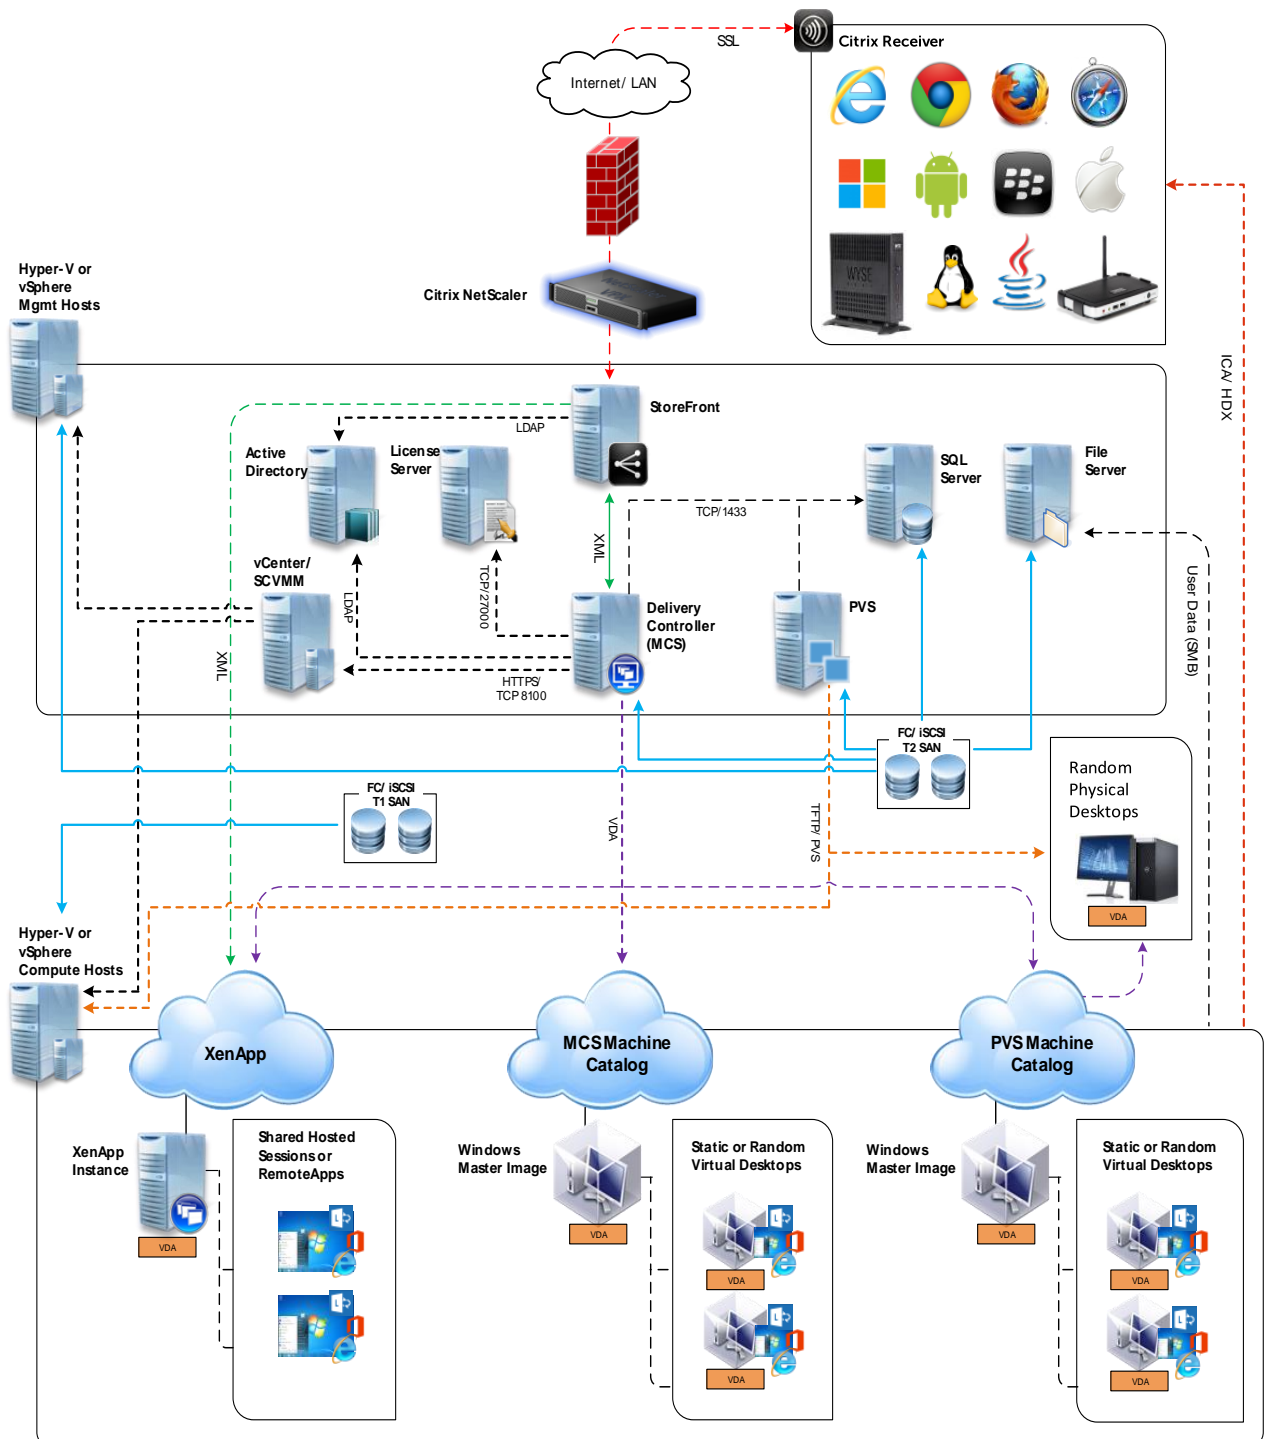 SSL
Citrix Receiver
Internet/ LAN
WYSE
Hyper-V or
vSphere
Mgmt Hosts
Citrix NetScaler
ICA/ HDX
StoreFront
LDAP
Active
Directory
License
Server
SQL
Server
File
Server
TCP/1433
XML
vCenter/
SCVMM
LDAP
TCP/27000
Delivery
Controller
(MCS)
PVS
User Data (SMB)
XML
HTTPS/
TCP 8100
FC/ iSCSI
T2 SAN
Random
Physical
Desktops
FC/ iSCSI
T1 SAN
VDA
TFTP/ PVS
VDA
Hyper-V or
vSphere
Compute Hosts
XenApp
MCS Machine
Catalog
PVS Machine
Catalog
XenApp
Instance
Shared Hosted
Sessions or
RemoteApps
Windows
Master Image
Static or Random
Virtual Desktops
Windows
Master Image
Static or Random
Virtual Desktops
VDA
VDA
VDA
VDA
VDA
VDA
VDA